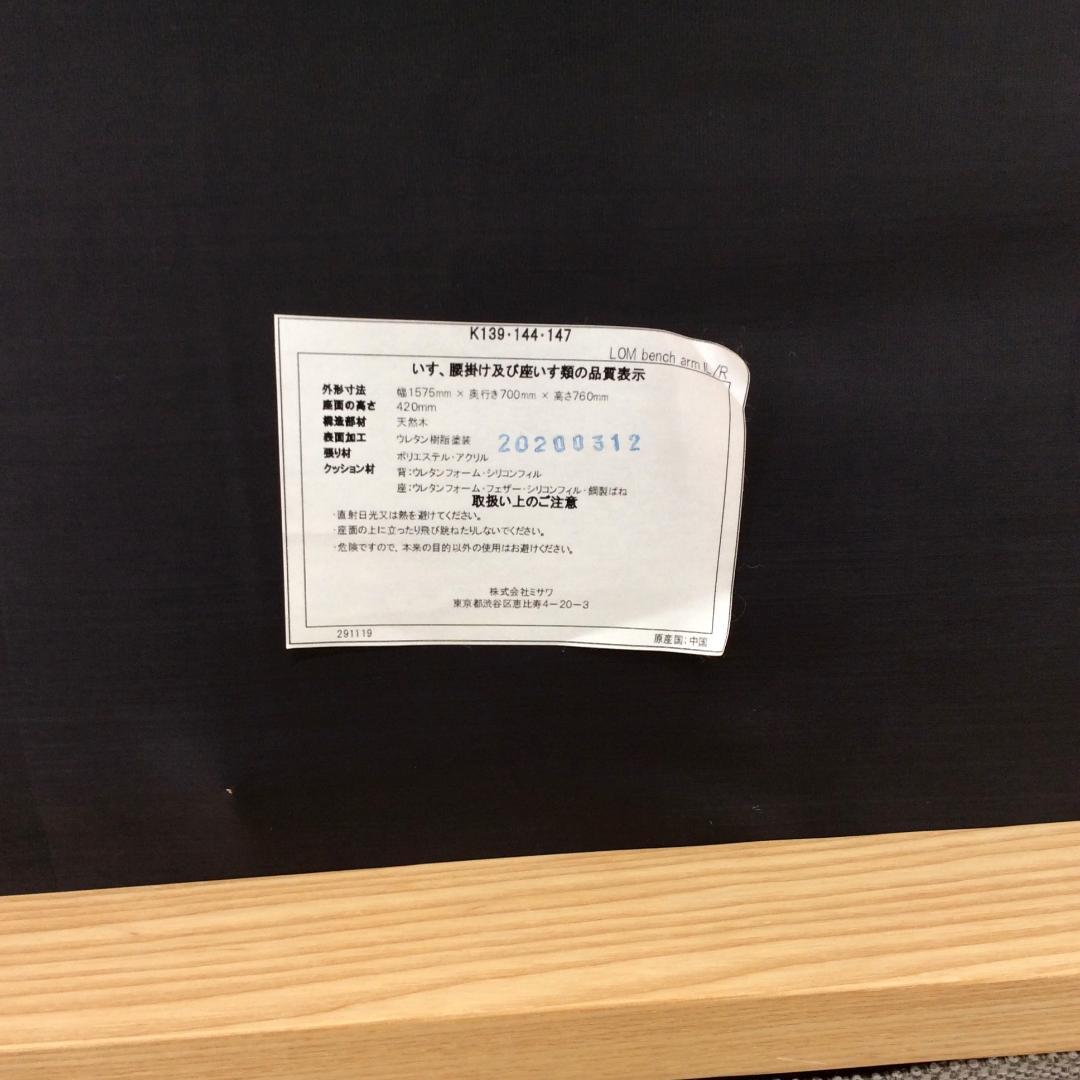 K139・144・147
LOM bench arm L/R
いす、腰掛け及び座いす類の品質表示
外形寸法 幅1575mm × 奥行き700mm × 高さ760mm
座面の高さ 420mm
構造部材 天然木
表面加工 ウレタン樹脂塗装
20200312
張り材 ポリエステル・アクリル
クッション材 背:ウレタンフォーム・シリコンフィル
座:ウレタンフォーム・フェザー・シリコンフィル・鋼製ばね
取扱い上のご注意
・直射日光又は熱を避けてください。
・座面の上に立ったり飛び跳ねたりしないでください。
・危険ですので、本来の目的以外の使用はお避けください。
株式会社ミサワ
東京都渋谷区恵比寿4-20-3
291119
原産国:中国